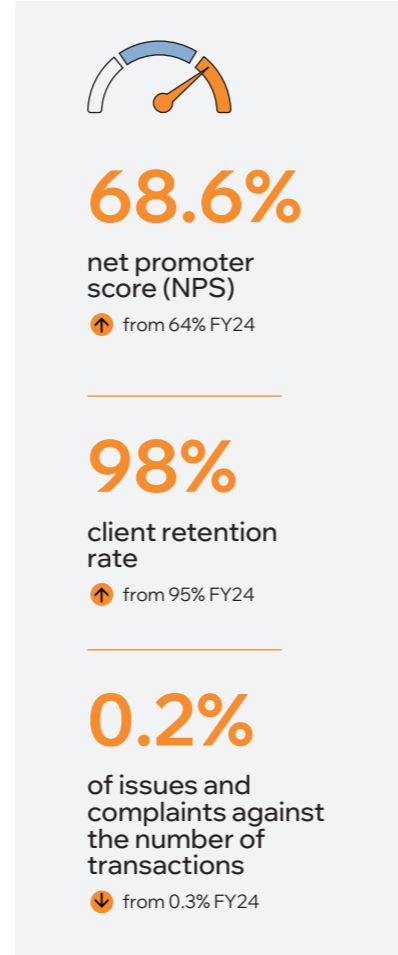 68.6%
net promoter
score (NPS)
from 64% FY24
98%
client retention
rate
from 95% FY24
0.2%
of issues and
complaints against
the number of
transactions
from 0.3% FY24